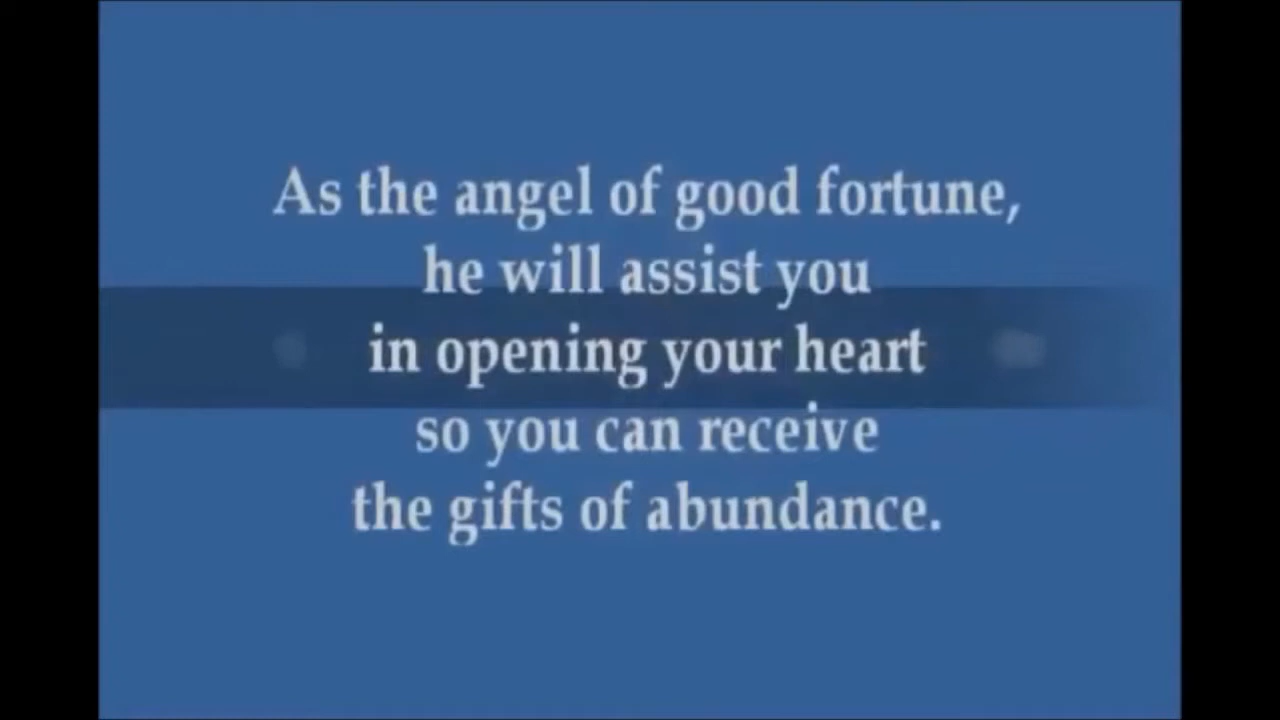 As the angel of good fortune,
he will assist you
in opening your heart
so you can receive
the gifts of abundance.